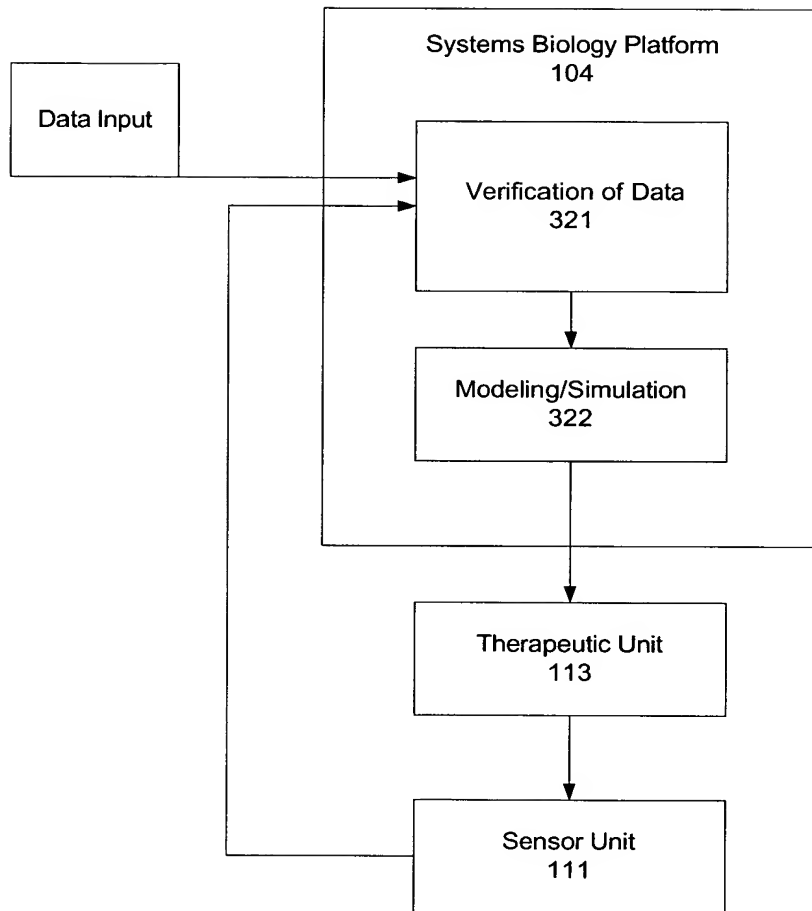 Systems Biology Platform
104
Data Input
Verification of Data
321
Modeling/Simulation
322
Therapeutic Unit
113
Sensor Unit
111